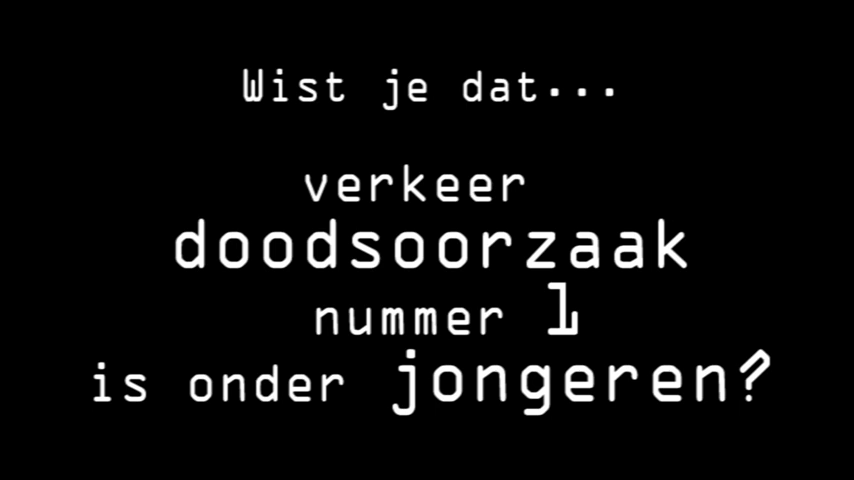 Wist je dat...
verkeer
doodsoorzaak
nummer 1
is onder jongeren?